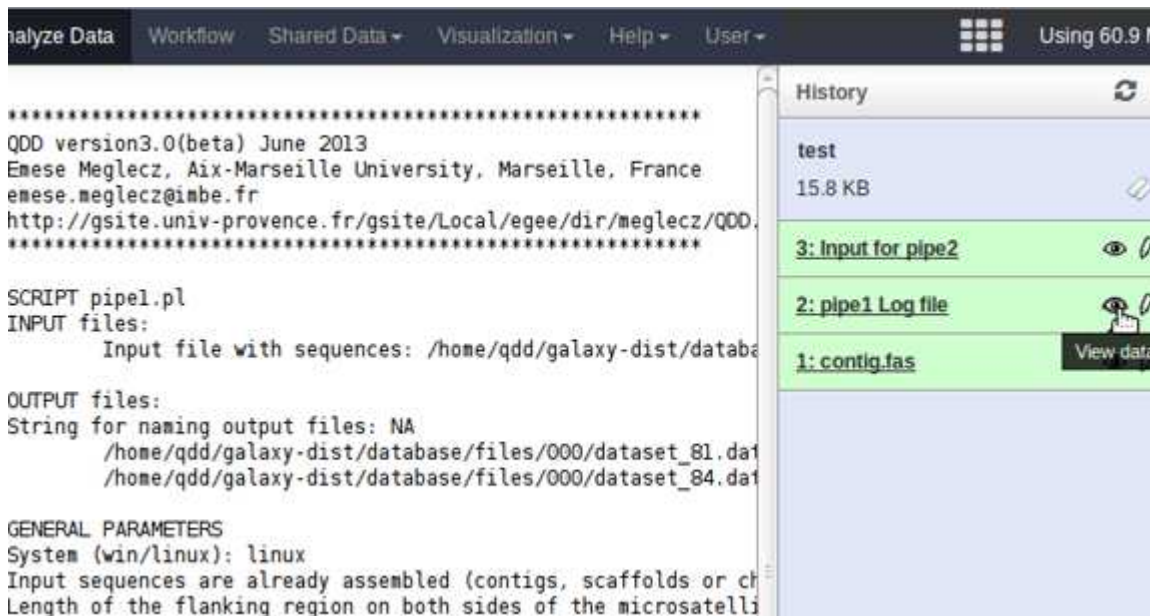 nalyze Data Workflow Shared Data Visualization Help User Using 60.9 M
************************************************************
QDD version3.0(beta) June 2013
Emese Meglecz, Aix-Marseille University, Marseille, France
emese.meglecz@imbe.fr
http://gsite.univ-provence.fr/gsite/Local/egee/dir/meglecz/QDD.
************************************************************
SCRIPT pipe1.pl
INPUT files:
Input file with sequences: /home/qdd/galaxy-dist/databa
OUTPUT files:
String for naming output files: NA
/home/qdd/galaxy-dist/database/files/000/dataset_81.dat
/home/qdd/galaxy-dist/database/files/000/dataset_84.dat
GENERAL PARAMETERS
System (win/linux): linux
Input sequences are already assembled (contigs, scaffolds or ch
Length of the flanking region on both sides of the microsatelli
History
test
15.8 KB
3: Input for pipe2
2: pipe1 Log file
View data
1: contig.fas